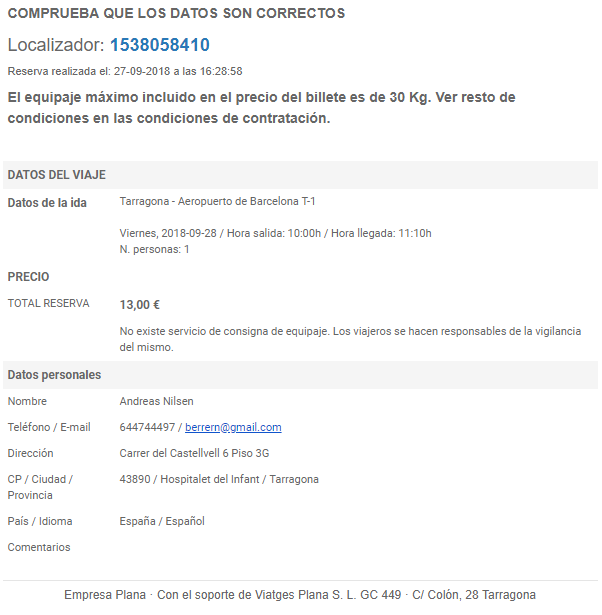 COMPRUEBA QUE LOS DATOS SON CORRECTOS
Localizador: 1538058410
Reserva realizada el: 27-09-2018 a las 16:28:58
El equipaje máximo incluido en el precio del billete es de 30 Kg. Ver resto de
condiciones en las condiciones de contratación.
DATOS DEL VIAJE
Datos de la ida Tarragona - Aeropuerto de Barcelona T-1
Viernes, 2018-09-28 / Hora salida: 10:00h / Hora llegada: 11:10h
N. personas: 1
PRECIO
TOTAL RESERVA 13,00 €
No existe servicio de consigna de equipaje. Los viajeros se hacen responsables de la vigilancia
del mismo.
Datos personales
Nombre Andreas Nilsen
Teléfono / E-mail 644744497 / berrern@gmail.com
Dirección Carrer del Castellvell 6 Piso 3G
CP / Ciudad / 43890 / Hospitalet del Infant / Tarragona
Provincia
País / Idioma España / Español
Comentarios
Empresa Plana · Con el soporte de Viatges Plana S. L. GC 449 · C/ Colón, 28 Tarragona